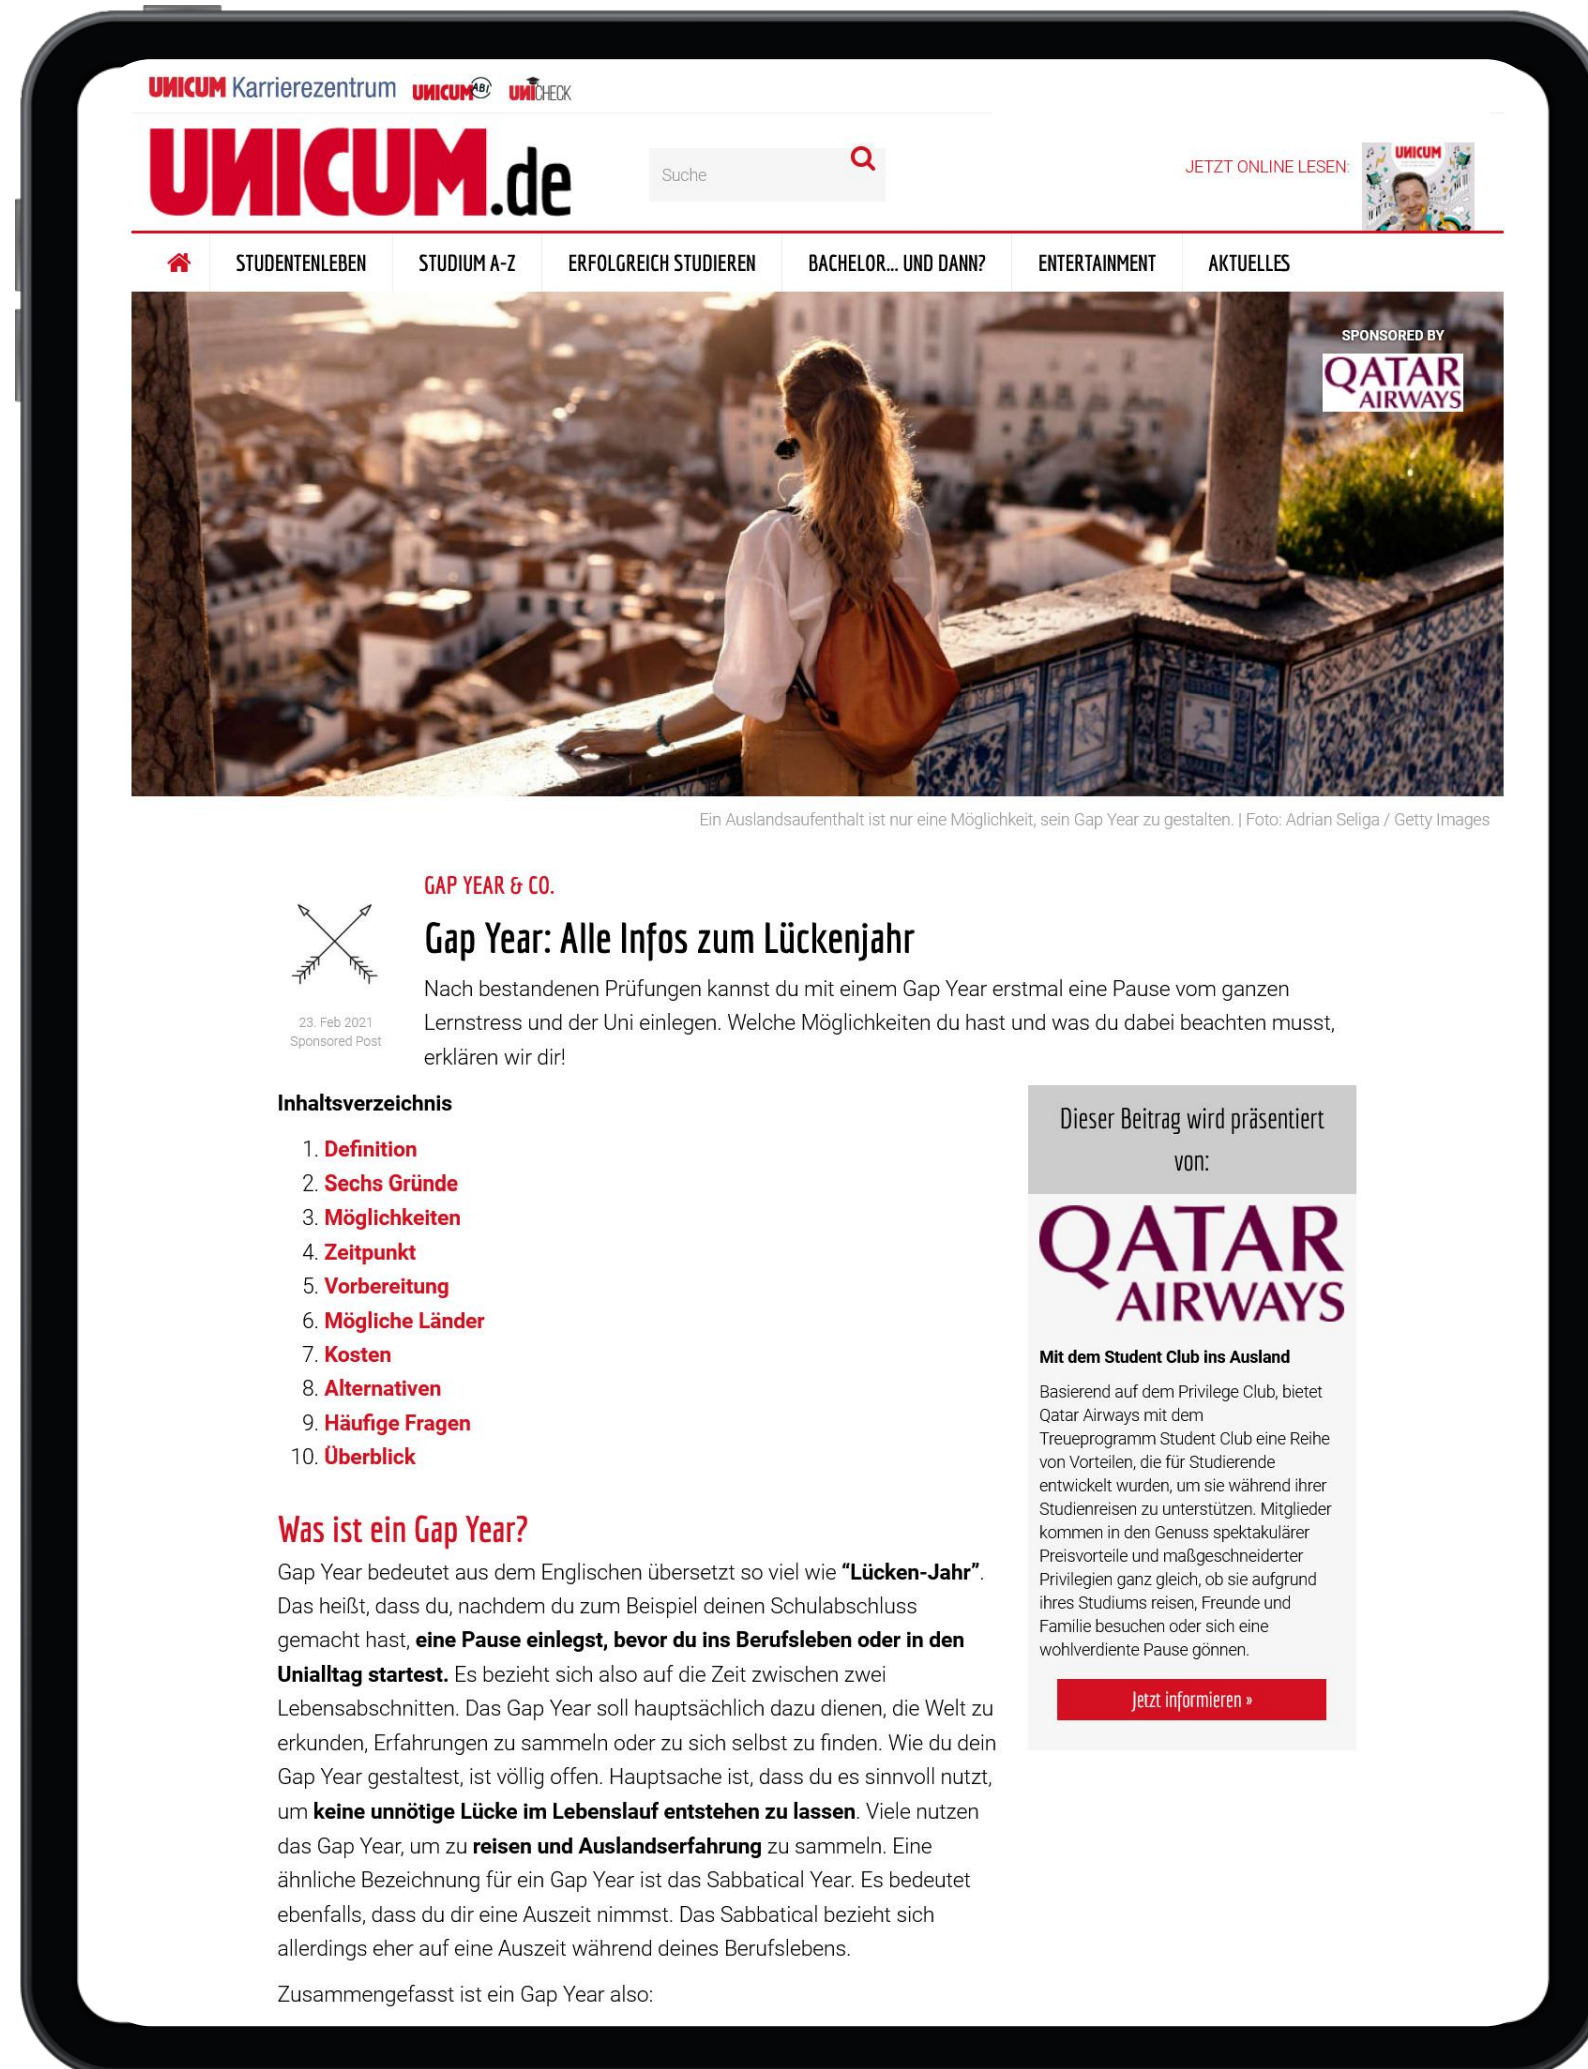 UNICUM Karrierezentrum UNICUM ABI UNICHECK
UNICUM.de
Suche
JETZT ONLINE LESEN:
UNICUM
STUDENTENLEBEN STUDIUM A-Z ERFOLGREICH STUDIEREN BACHELOR... UND DANN? ENTERTAINMENT AKTUELLES
SPONSORED BY
QATAR
AIRWAYS
Ein Auslandsaufenthalt ist nur eine Möglichkeit, sein Gap Year zu gestalten. | Foto: Adrian Seliga / Getty Images
GAP YEAR & CO.
Gap Year: Alle Infos zum Lückenjahr
Nach bestandenen Prüfungen kannst du mit einem Gap Year erstmal eine Pause vom ganzen
Lernstress und der Uni einlegen. Welche Möglichkeiten du hast und was du dabei beachten musst,
erklären wir dir!
23. Feb 2021
Sponsored Post
Inhaltsverzeichnis
1. Definition
2. Sechs Gründe
3. Möglichkeiten
4. Zeitpunkt
5. Vorbereitung
6. Mögliche Länder
7. Kosten
8. Alternativen
9. Häufige Fragen
10. Überblick
Was ist ein Gap Year?
Gap Year bedeutet aus dem Englischen übersetzt so viel wie “Lücken-Jahr”.
Das heißt, dass du, nachdem du zum Beispiel deinen Schulabschluss
gemacht hast, eine Pause einlegst, bevor du ins Berufsleben oder in den
Unialltag startest. Es bezieht sich also auf die Zeit zwischen zwei
Lebensabschnitten. Das Gap Year soll hauptsächlich dazu dienen, die Welt zu
erkunden, Erfahrungen zu sammeln oder zu sich selbst zu finden. Wie du dein
Gap Year gestaltest, ist völlig offen. Hauptsache ist, dass du es sinnvoll nutzt,
um keine unnötige Lücke im Lebenslauf entstehen zu lassen. Viele nutzen
das Gap Year, um zu reisen und Auslandserfahrung zu sammeln. Eine
ähnliche Bezeichnung für ein Gap Year ist das Sabbatical Year. Es bedeutet
ebenfalls, dass du dir eine Auszeit nimmst. Das Sabbatical bezieht sich
allerdings eher auf eine Auszeit während deines Berufslebens.
Zusammengefasst ist ein Gap Year also:
Dieser Beitrag wird präsentiert
von:
QATAR
AIRWAYS
Mit dem Student Club ins Ausland
Basierend auf dem Privilege Club, bietet
Qatar Airways mit dem
Treueprogramm Student Club eine Reihe
von Vorteilen, die für Studierende
entwickelt wurden, um sie während ihrer
Studienreisen zu unterstützen. Mitglieder
kommen in den Genuss spektakulärer
Preisvorteile und maßgeschneiderter
Privilegien ganz gleich, ob sie aufgrund
ihres Studiums reisen, Freunde und
Familie besuchen oder sich eine
wohlverdiente Pause gönnen.
Jetzt informieren »